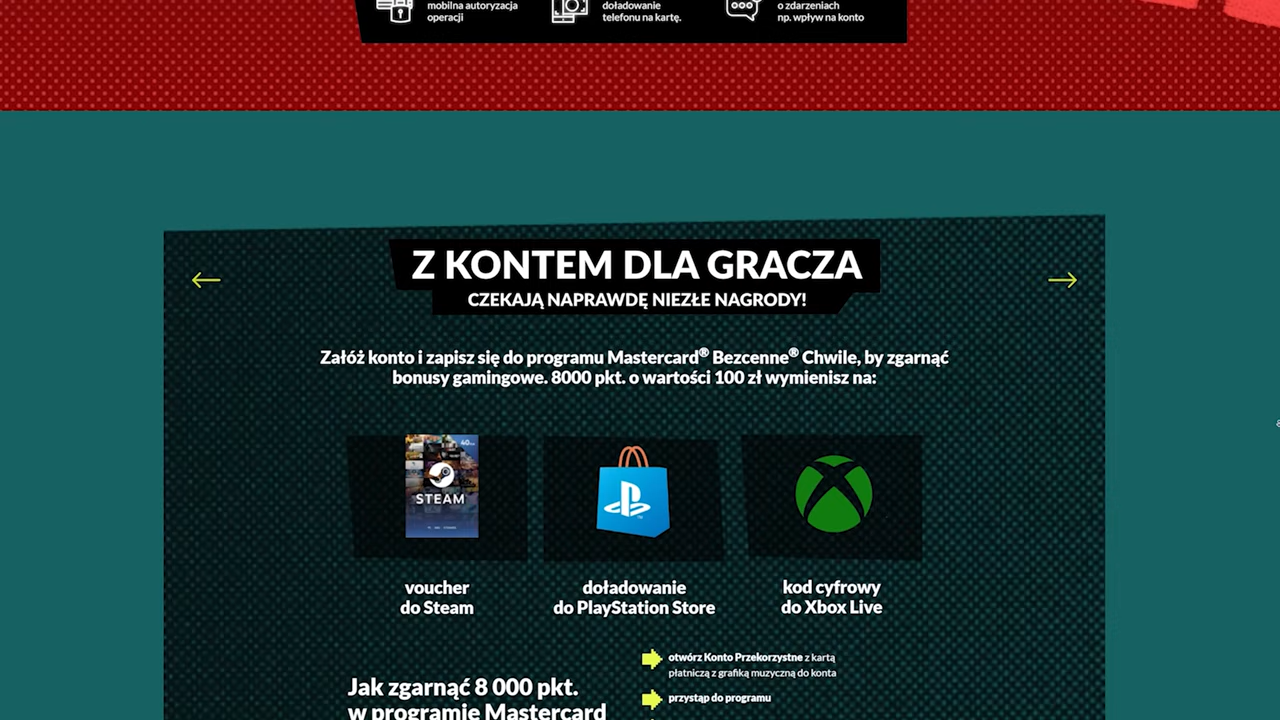 mobilna autoryzacja
operacji
doładowanie
telefonu na kartę.
o zdarzeniach
np. wpływ na konto
Z KONTEM DLA GRACZA
CZEKAJĄ NAPRAWDĘ NIEZŁE NAGRODY!
Załóż konto i zapisz się do programu Mastercard® Bezcenne® Chwile, by zgarnąć
bonusy gamingowe. 8000 pkt. o wartości 100 zł wymienisz na:
STEAM
voucher
do Steam
doładowanie
do PlayStation Store
kod cyfrowy
do Xbox Live
Jak zgarnąć 8 000 pkt.
w programie Mastercard
otwórz Konto Przekorzystne z kartą
płatniczą z grafiką muzyczną do konta
przystąp do programu